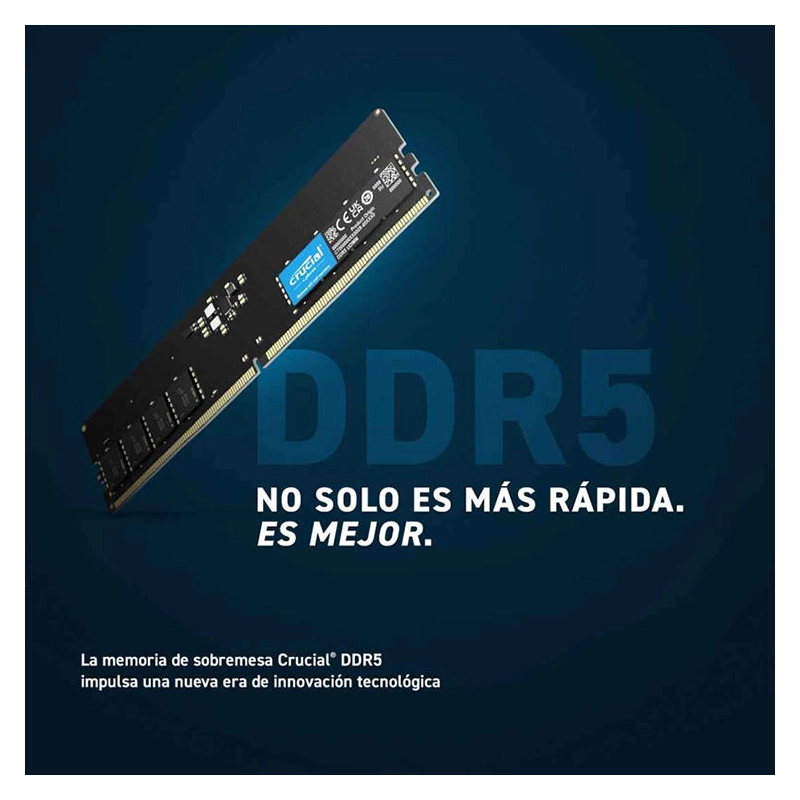 crucial
DDR5
NO SOLO ES MÁS RÁPIDA.
ES MEJOR.
La memoria de sobremesa Crucial® DDR5
impulsa una nueva era de innovación tecnológica